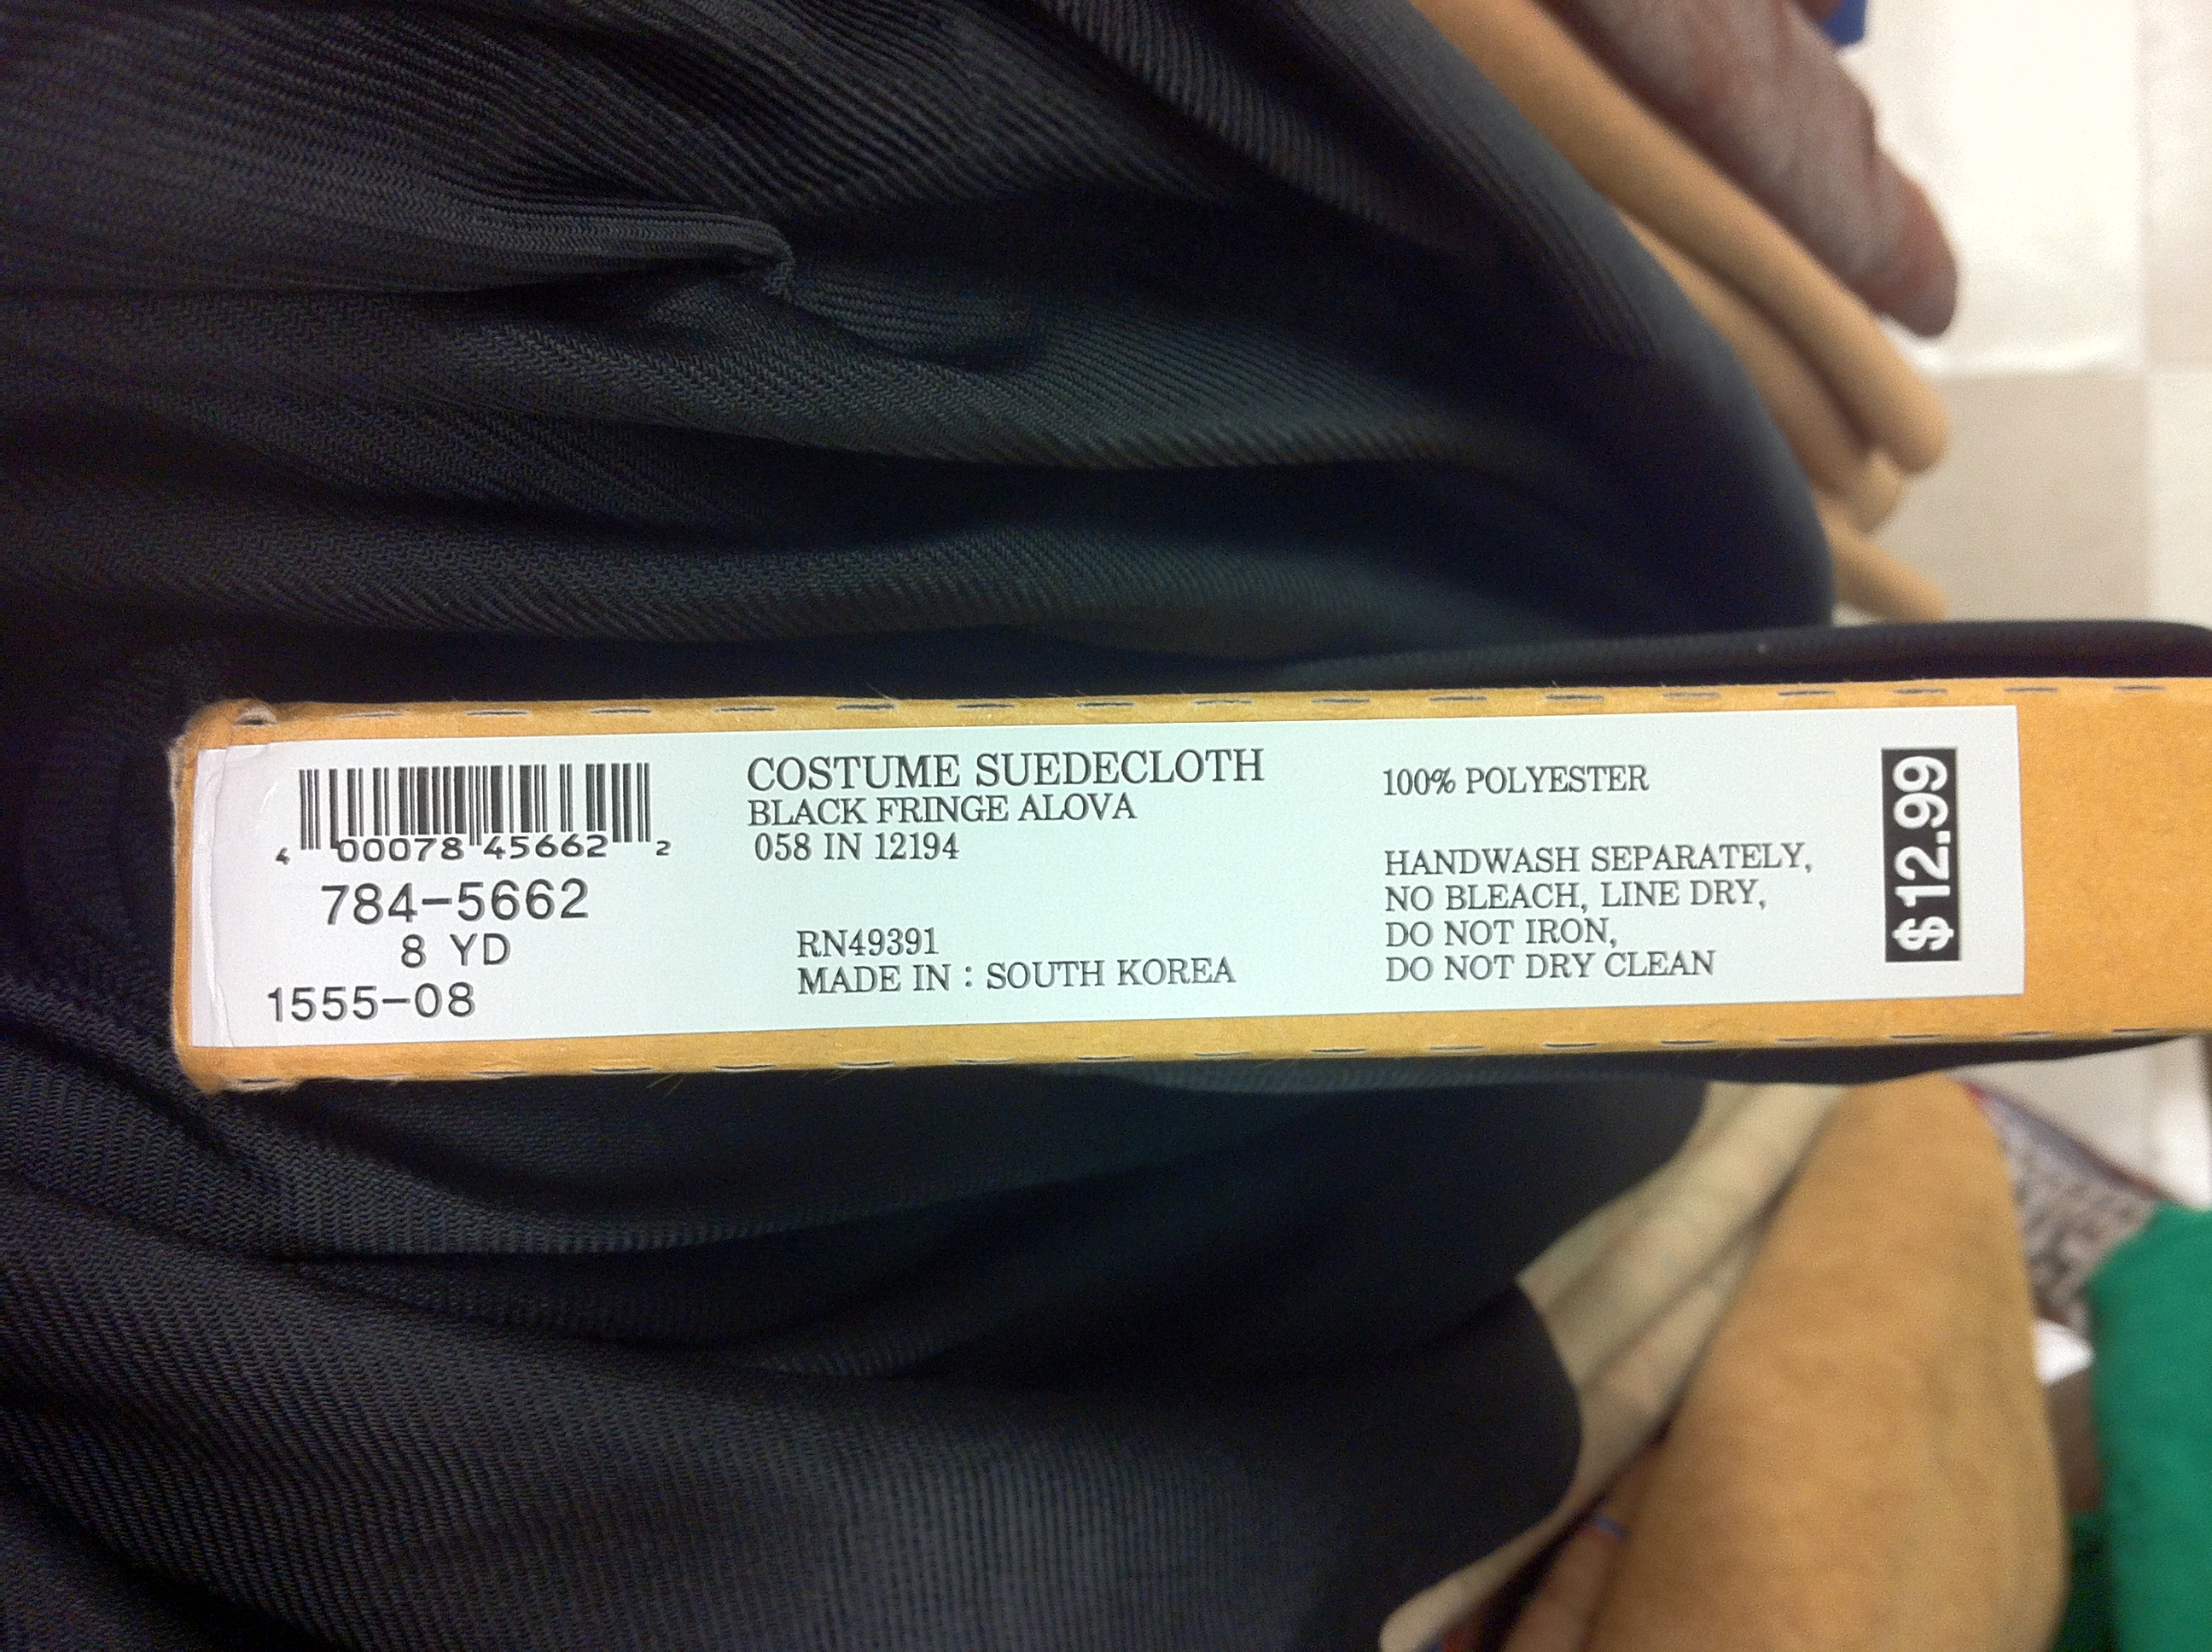 4 00078 45662 2
784-5662
8 YD
1555-08
COSTUME SUEDECLOTH
BLACK FRINGE ALOVA
058 IN 12194
RN49391
MADE IN : SOUTH KOREA
100% POLYESTER
HANDWASH SEPARATELY,
NO BLEACH, LINE DRY,
DO NOT IRON,
DO NOT DRY CLEAN
$12.99